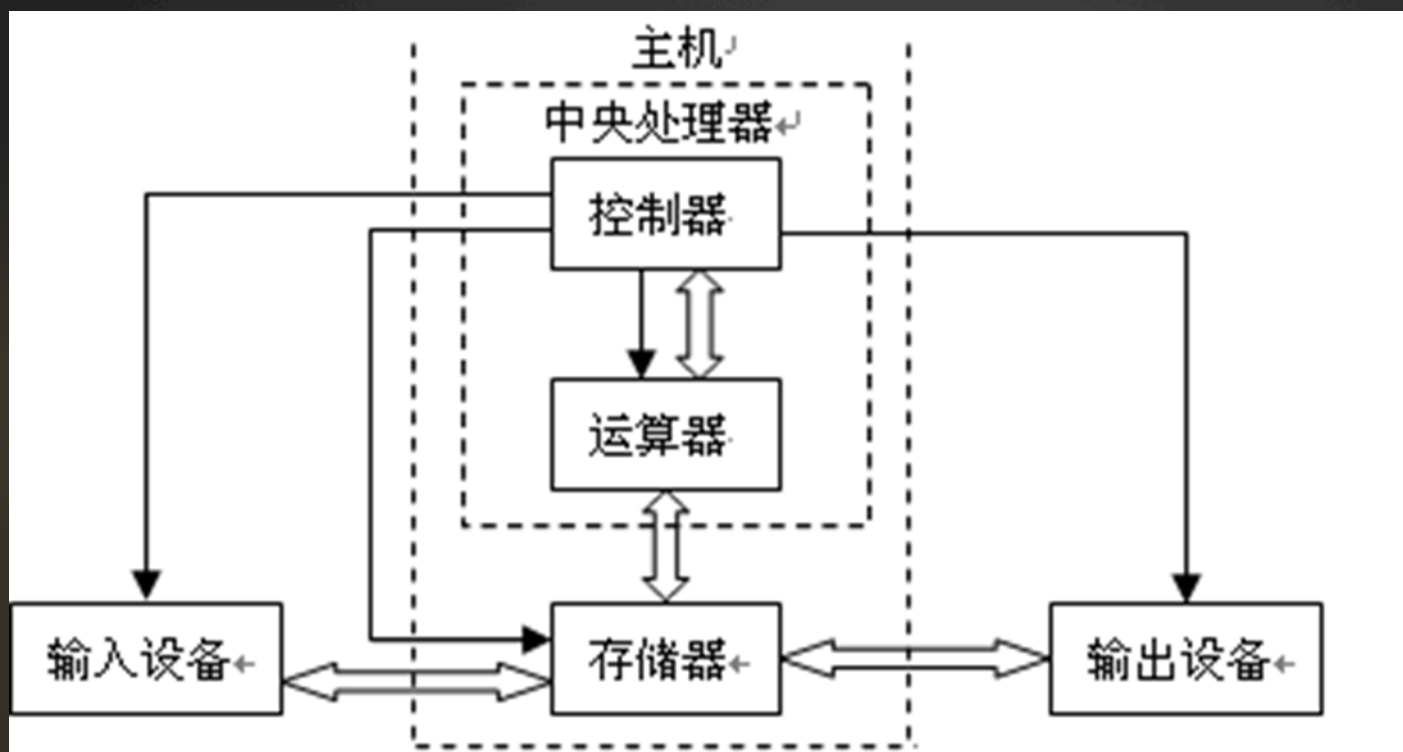 主机
中央处理器
控制器
运算器
输入设备
存储器
输出设备